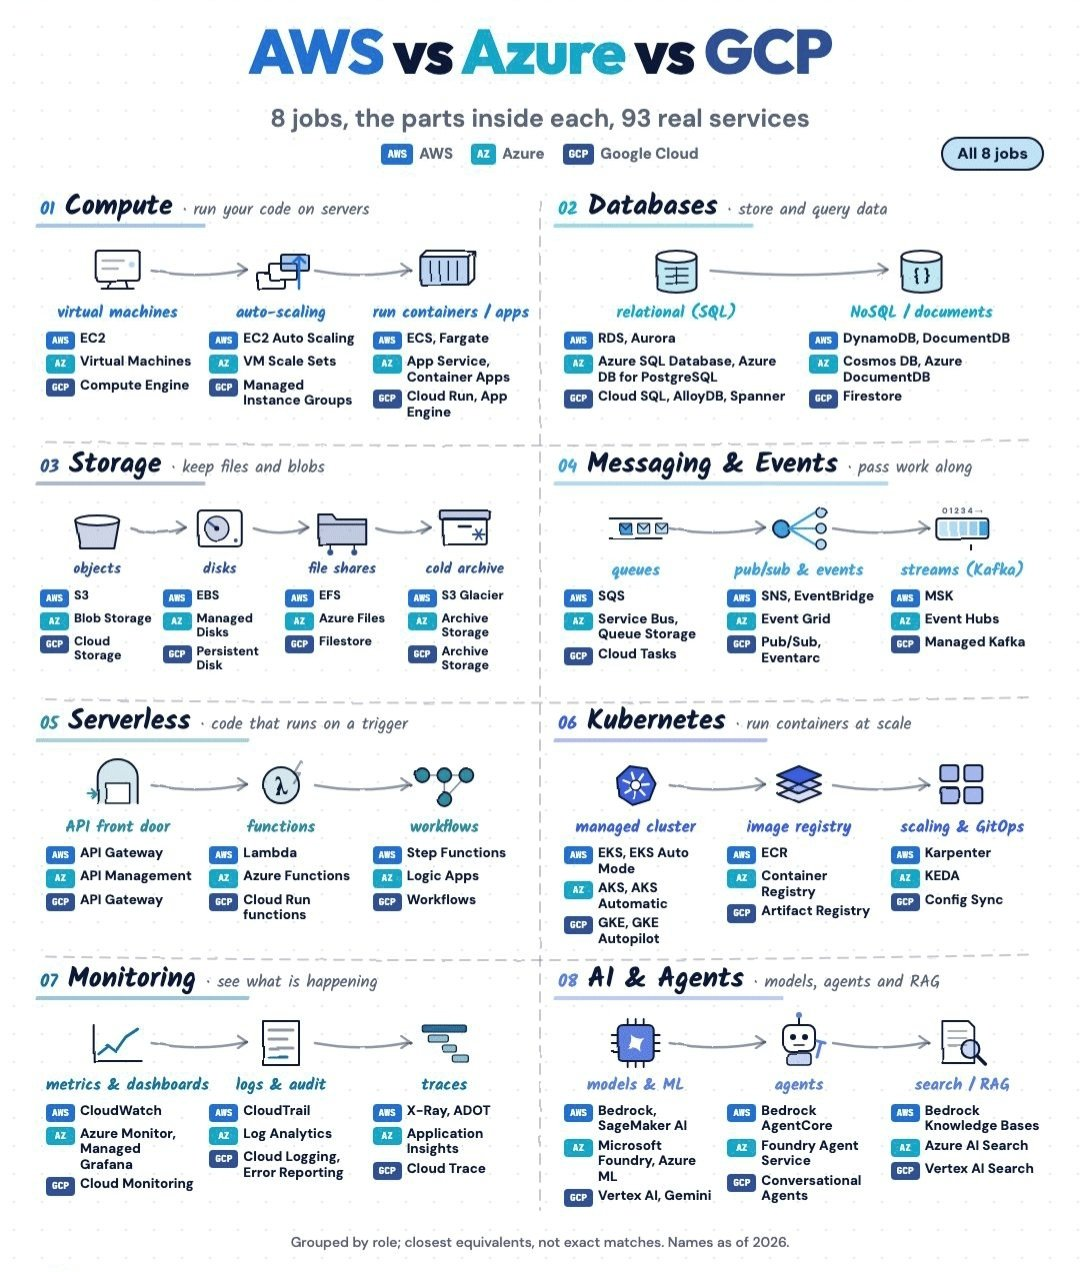 AWS vs Azure vs GCP
8 jobs, the parts inside each, 93 real services
AWS AWS AZ Azure GCP Google Cloud
All 8 jobs
01 Compute · run your code on servers
virtual machines
AWS EC2
AZ Virtual Machines
GCP Compute Engine
auto-scaling
AWS EC2 Auto Scaling
AZ VM Scale Sets
GCP Managed
Instance Groups
run containers / apps
AWS ECS, Fargate
AZ App Service,
Container Apps
GCP Cloud Run, App
Engine
02 Databases · store and query data
relational (SQL)
AWS RDS, Aurora
AZ Azure SQL Database, Azure
DB for PostgreSQL
GCP Cloud SQL, AlloyDB, Spanner
{}
NoSQL / documents
AWS DynamoDB, DocumentDB
AZ Cosmos DB, Azure
DocumentDB
GCP Firestore
03 Storage · keep files and blobs
objects
AWS S3
AZ Blob Storage
GCP Cloud
Storage
disks
AWS EBS
AZ Managed
Disks
GCP Persistent
Disk
file shares
AWS EFS
AZ Azure Files
GCP Filestore
cold archive
AWS S3 Glacier
AZ Archive
Storage
GCP Archive
Storage
04 Messaging & Events · pass work along
queues
AWS SQS
AZ Service Bus,
Queue Storage
GCP Cloud Tasks
pub/sub & events
AWS SNS, EventBridge
AZ Event Grid
GCP Pub/Sub,
Eventarc
0 1 2 3 4 →
streams (Kafka)
AWS MSK
AZ Event Hubs
GCP Managed Kafka
05 Serverless · code that runs on a trigger
API front door
AWS API Gateway
AZ API Management
GCP API Gateway
λ
functions
AWS Lambda
AZ Azure Functions
GCP Cloud Run
functions
workflows
AWS Step Functions
AZ Logic Apps
GCP Workflows
06 Kubernetes · run containers at scale
managed cluster
AWS EKS, EKS Auto
Mode
AZ AKS, AKS
Automatic
GCP GKE, GKE
Autopilot
image registry
AWS ECR
AZ Container
Registry
GCP Artifact Registry
scaling & GitOps
AWS Karpenter
AZ KEDA
GCP Config Sync
07 Monitoring · see what is happening
metrics & dashboards
AWS CloudWatch
AZ Azure Monitor,
Managed
Grafana
GCP Cloud Monitoring
logs & audit
AWS CloudTrail
AZ Log Analytics
GCP Cloud Logging,
Error Reporting
traces
AWS X-Ray, ADOT
AZ Application
Insights
GCP Cloud Trace
08 AI & Agents · models, agents and RAG
models & ML
AWS Bedrock,
SageMaker AI
AZ Microsoft
Foundry, Azure
ML
GCP Vertex AI, Gemini
agents
AWS Bedrock
AgentCore
AZ Foundry Agent
Service
GCP Conversational
Agents
search / RAG
AWS Bedrock
Knowledge Bases
AZ Azure AI Search
GCP Vertex AI Search
Grouped by role; closest equivalents, not exact matches. Names as of 2026.